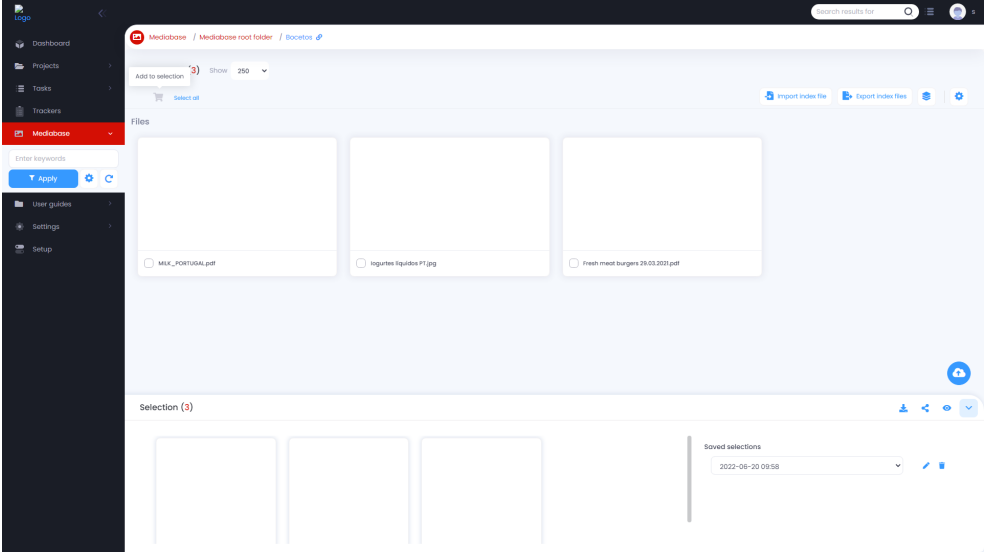 Logo
Search results for
s
Dashboard
Projects
Tasks
Trackers
Mediabase
Enter keywords
Apply
User guides
Settings
Setup
Mediabase / Mediabase root folder / Bocetos
3) Show 250
Add to selection
Select all
Import index file
Export index files
Files
MILK_PORTUGAL.pdf
Iogurtes liquidos PT.jpg
Fresh meat burgers 29.03.2021.pdf
Selection (3)
Saved selections
2022-06-20 09:58